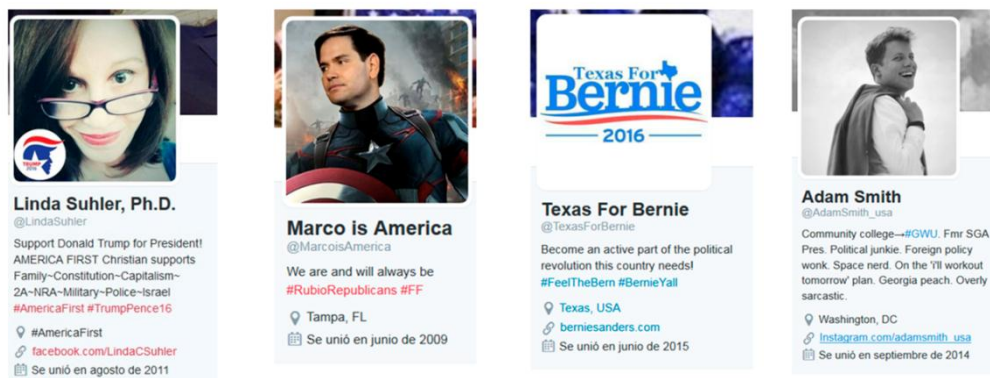 TRUMP
2016
Linda Suhler, Ph.D.
@LindaSuhler
Support Donald Trump for President!
AMERICA FIRST Christian supports
Family~Constitution~Capitalism~
2A~NRA~Military~Police~Israel
#AmericaFirst #TrumpPence16
#AmericaFirst
facebook.com/LindaCSuhler
Se unió en agosto de 2011
Marco is America
@MarcoisAmerica
We are and will always be
#RubioRepublicans #FF
Tampa, FL
Se unió en junio de 2009
Texas For
Bernie
2016
Texas For Bernie
@TexasForBernie
Become an active part of the political
revolution this country needs!
#FeelTheBern #BernieYall
Texas, USA
berniesanders.com
Se unió en junio de 2015
Adam Smith
@AdamSmith_usa
Community college→#GWU. Fmr SGA
Pres. Political junkie. Foreign policy
wonk. Space nerd. On the 'i'll workout
tomorrow' plan. Georgia peach. Overly
sarcastic.
Washington, DC
Instagram.com/adamsmith_usa
Se unió en septiembre de 2014